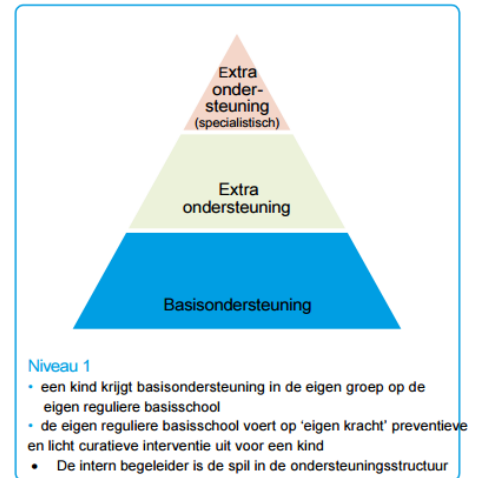 Extra
onder-
steuning
(specialistisch)
Extra
ondersteuning
Basisondersteuning
Niveau 1
• een kind krijgt basisondersteuning in de eigen groep op de
eigen reguliere basisschool
• de eigen reguliere basisschool voert op ‘eigen kracht’ preventieve
en licht curatieve interventie uit voor een kind
• De intern begeleider is de spil in de ondersteuningsstructuur